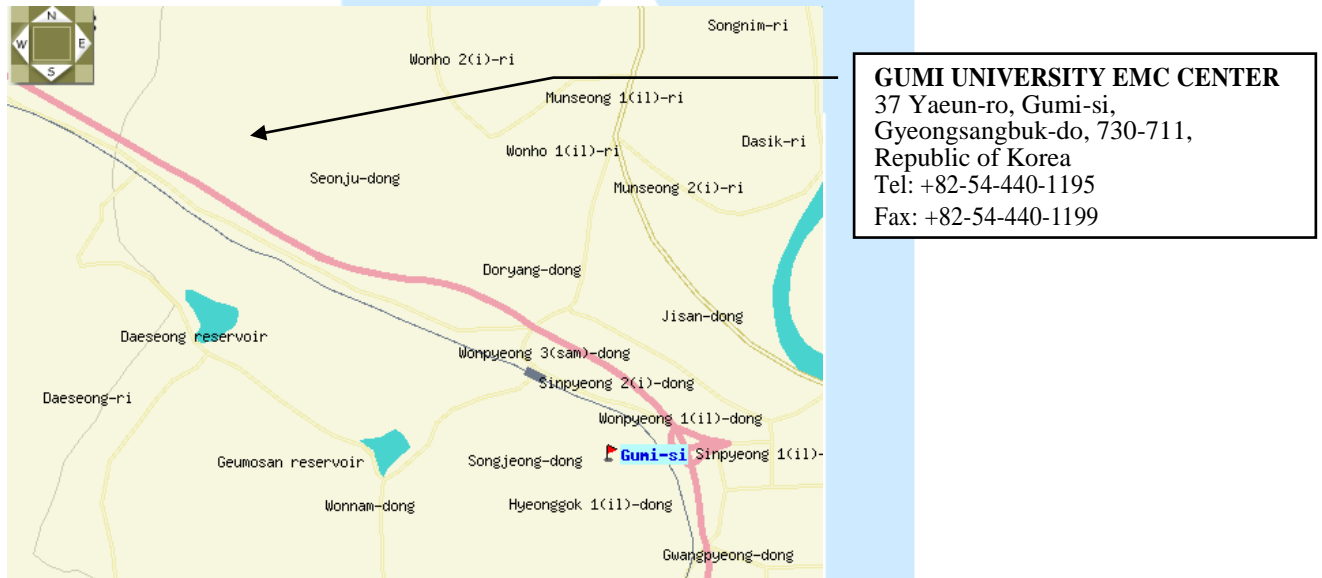 N
W
E
S
Songnim-ri
Wonho 2(i)-ri
Munseong 1(il)-ri
Dasik-ri
Wonho 1(il)-ri
Seonju-dong
Munseong 2(i)-ri
GUMI UNIVERSITY EMC CENTER
37 Yaeun-ro, Gumi-si,
Gyeongsangbuk-do, 730-711,
Republic of Korea
Tel: +82-54-440-1195
Fax: +82-54-440-1199
Doryang-dong
Jisan-dong
Daeseong reservoir
Wonpyeong 3(sam)-dong
Sinpyeong 2(i)-dong
Daeseong-ri
Wonpyeong 1(il)-dong
Gumi-si
Sinpyeong 1(il)-
Geumosan reservoir
Songjeong-dong
Wonnam-dong
Hyeonggok 1(il)-dong
Gwangpyeong-dong